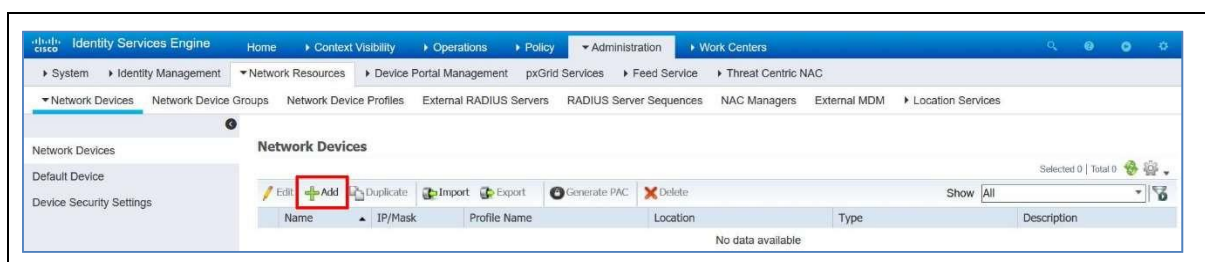 cisco Identity Services Engine Home Context Visibility Operations Policy Administration Work Centers
System Identity Management Network Resources Device Portal Management pxGrid Services Feed Service Threat Centric NAC
Network Devices Network Device Groups Network Device Profiles External RADIUS Servers RADIUS Server Sequences NAC Managers External MDM Location Services
Network Devices
Default Device
Device Security Settings
Network Devices
Selected 0 | Total 0
Edit Add Duplicate Import Export Generate PAC Delete Show All
Name IP/Mask Profile Name Location Type Description
No data available